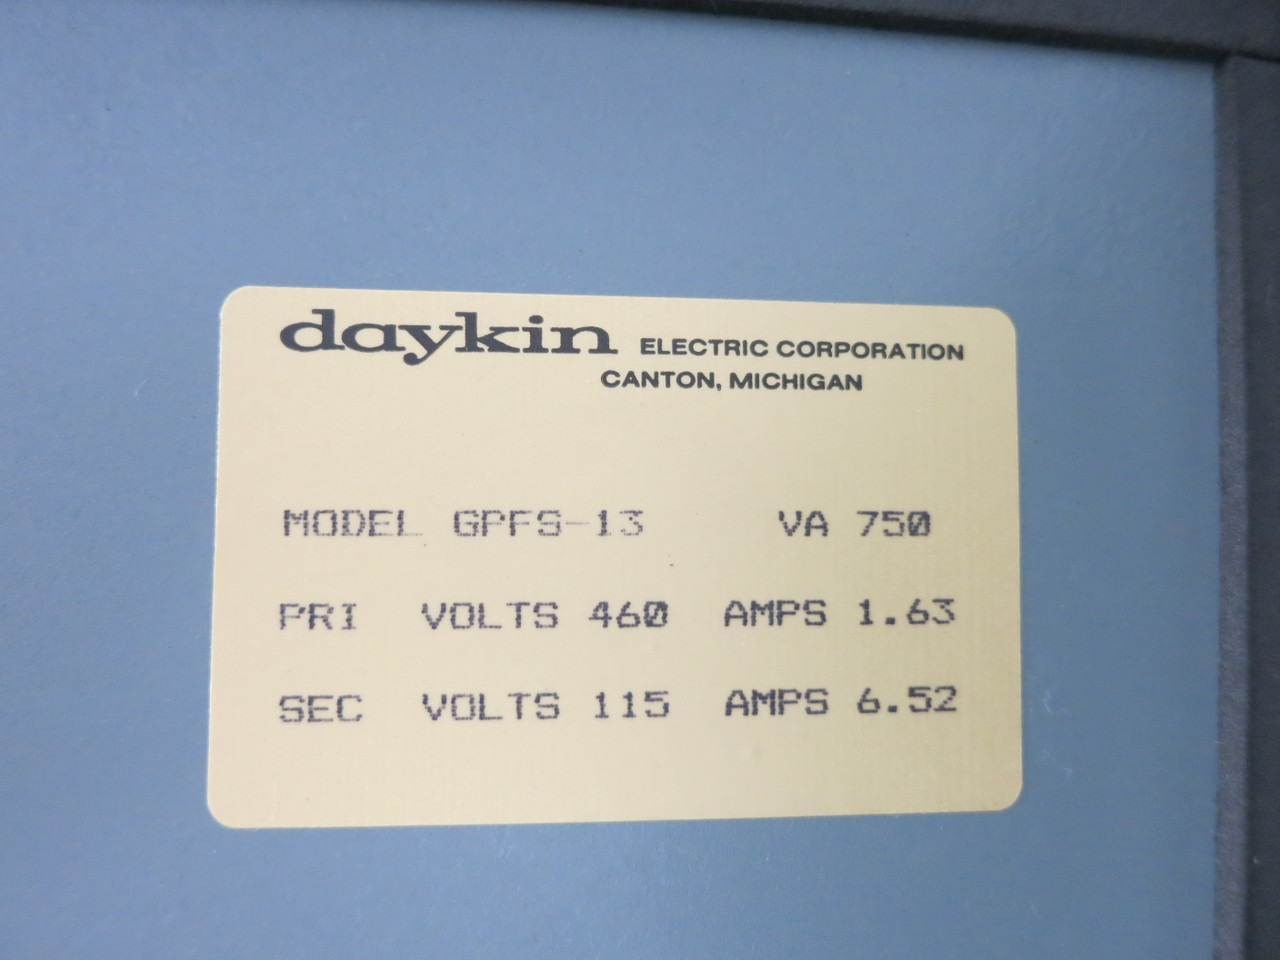 daykin ELECTRIC CORPORATION
CANTON, MICHIGAN
MODEL GPFS-13 VA 750
PRI VOLTS 460 AMPS 1.63
SEC VOLTS 115 AMPS 6.52